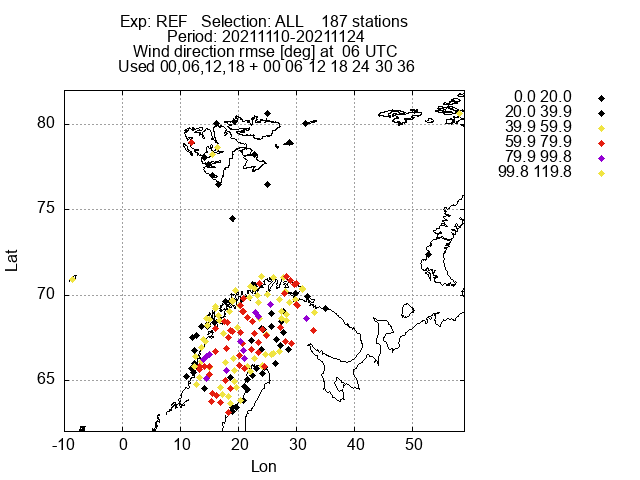 Exp: REF Selection: ALL 187 stations
Period: 20211110-20211124
Wind direction rmse [deg] at 06 UTC
Used 00,06,12,18 + 00 06 12 18 24 30 36
0.0 20.0
20.0 39.9
39.9 59.9
59.9 79.9
79.9 99.8
99.8 119.8
80
75
70
65
Lat
-10 0 10 20 30 40 50
Lon